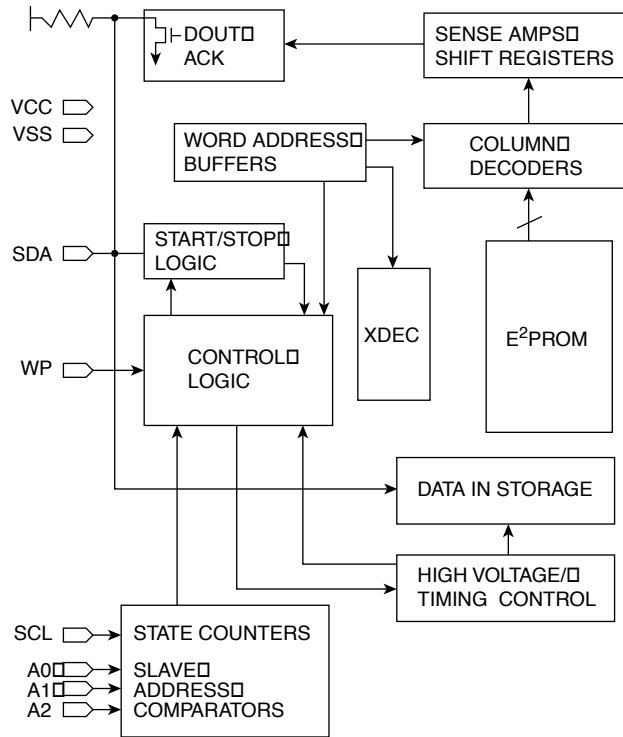 DOUT
ACK
SENSE AMPS
SHIFT REGISTERS
VCC
VSS
WORD ADDRESS
BUFFERS
COLUMN
DECODERS
SDA
START/STOP
LOGIC
XDEC
E²PROM
WP
CONTROL
LOGIC
DATA IN STORAGE
HIGH VOLTAGE/
TIMING CONTROL
SCL
STATE COUNTERS
A0
SLAVE
A1
ADDRESS
A2
COMPARATORS